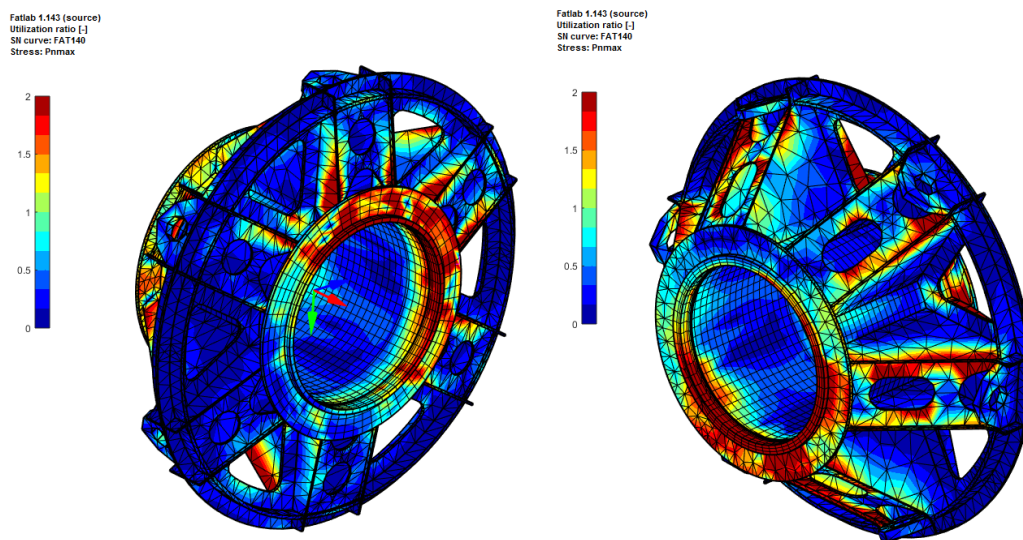 Fatlab 1.143 (source)
Utilization ratio [-]
SN curve: FAT140
Stress: Pnmax
2
1.5
1
0.5
0
Fatlab 1.143 (source)
Utilization ratio [-]
SN curve: FAT140
Stress: Pnmax
2
1.5
1
0.5
0